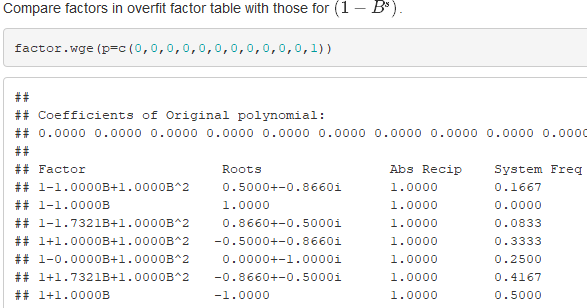 Compare factors in overfit factor table with those for (1 − Bˢ).
factor.wge(p=c(0,0,0,0,0,0,0,0,0,0,0,1))
##
## Coefficients of Original polynomial:
## 0.0000 0.0000 0.0000 0.0000 0.0000 0.0000 0.0000 0.0000 0.0000 0.000
##
## Factor Roots Abs Recip System Freq
## 1-1.0000B+1.0000B^2 0.5000+-0.8660i 1.0000 0.1667
## 1-1.0000B 1.0000 1.0000 0.0000
## 1-1.7321B+1.0000B^2 0.8660+-0.5000i 1.0000 0.0833
## 1+1.0000B+1.0000B^2 -0.5000+-0.8660i 1.0000 0.3333
## 1-0.0000B+1.0000B^2 0.0000+-1.0000i 1.0000 0.2500
## 1+1.7321B+1.0000B^2 -0.8660+-0.5000i 1.0000 0.4167
## 1+1.0000B -1.0000 1.0000 0.5000